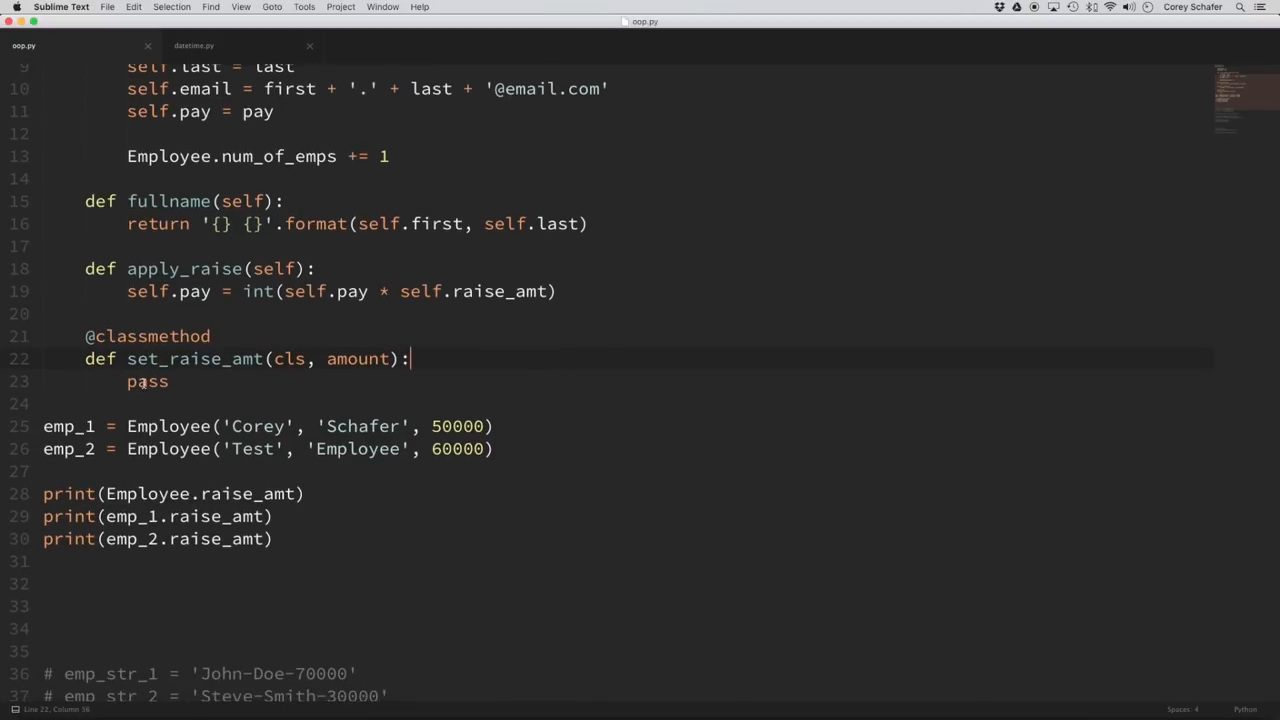 Sublime Text File Edit Selection Find View Goto Tools Project Window Help Corey Schafer
oop.py
oop.py datetime.py
9 self.last = last
10 self.email = first + '.' + last + '@email.com'
11 self.pay = pay
12
13 Employee.num_of_emps += 1
14
15 def fullname(self):
16 return '{} {}'.format(self.first, self.last)
17
18 def apply_raise(self):
19 self.pay = int(self.pay * self.raise_amt)
20
21 @classmethod
22 def set_raise_amt(cls, amount):
23 pass
24
25 emp_1 = Employee('Corey', 'Schafer', 50000)
26 emp_2 = Employee('Test', 'Employee', 60000)
27
28 print(Employee.raise_amt)
29 print(emp_1.raise_amt)
30 print(emp_2.raise_amt)
31
32
33
34
35
36 # emp_str_1 = 'John-Doe-70000'
37 # emp_str_2 = 'Steve-Smith-30000'
Line 22, Column 36 Spaces: 4 Python